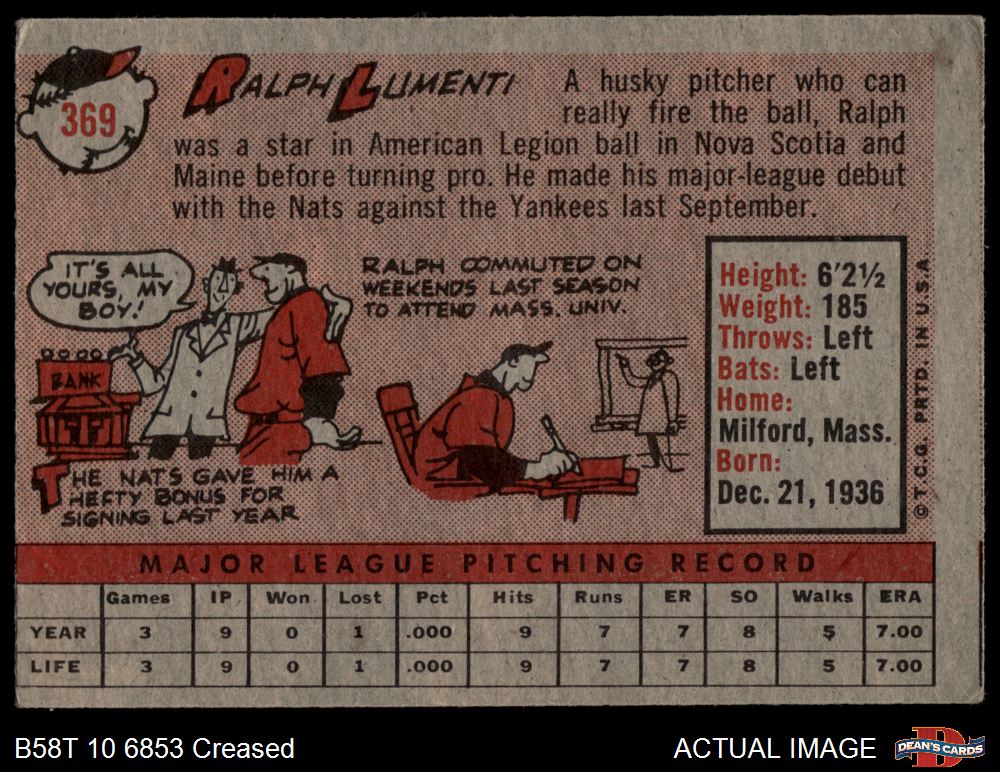 369
RALPH LUMENTI
A husky pitcher who can
really fire the ball, Ralph
was a star in American Legion ball in Nova Scotia and
Maine before turning pro. He made his major-league debut
with the Nats against the Yankees last September.
IT'S ALL
YOURS, MY
BOY!
BANK
THE NATS GAVE HIM A
HEFTY BONUS FOR
SIGNING LAST YEAR
RALPH COMMUTED ON
WEEKENDS LAST SEASON
TO ATTEND MASS. UNIV.
Height: 6'2½
Weight: 185
Throws: Left
Bats: Left
Home:
Milford, Mass.
Born:
Dec. 21, 1936
©T.C.G. PRTD. IN U.S.A
MAJOR LEAGUE PITCHING RECORD
Games IP Won Lost Pct Hits Runs ER SO Walks ERA
YEAR 3 9 0 1 .000 9 7 7 8 5 7.00
LIFE 3 9 0 1 .000 9 7 7 8 5 7.00
B58T 10 6853 Creased
ACTUAL IMAGE
DEAN'S CARDS